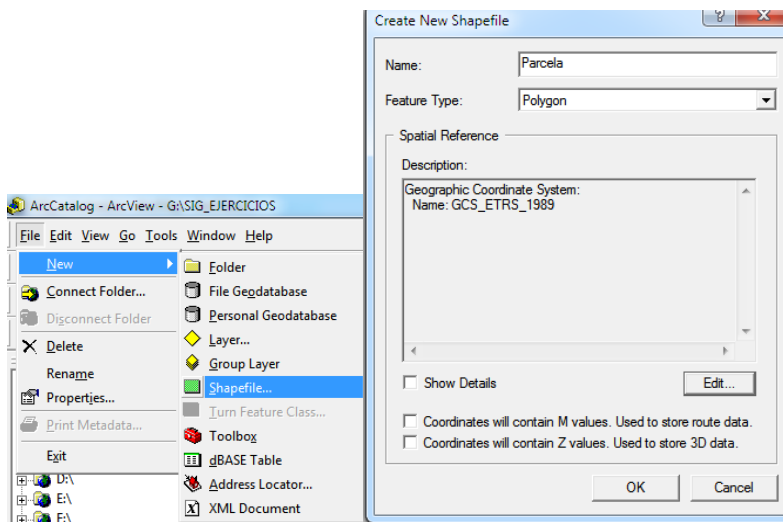 ArcCatalog - ArcView - G:\SIG_EJERCICIOS
File Edit View Go Tools Window Help
New
Connect Folder...
Disconnect Folder
Delete
Rename
Properties...
Print Metadata...
Exit
D:\
E:\
F:\
Folder
File Geodatabase
Personal Geodatabase
Layer...
Group Layer
Shapefile...
Turn Feature Class...
Toolbox
dBASE Table
Address Locator...
XML Document
Create New Shapefile
Name: Parcela
Feature Type: Polygon
Spatial Reference
Description:
Geographic Coordinate System:
Name: GCS_ETRS_1989
Show Details
Edit...
Coordinates will contain M values. Used to store route data.
Coordinates will contain Z values. Used to store 3D data.
OK Cancel